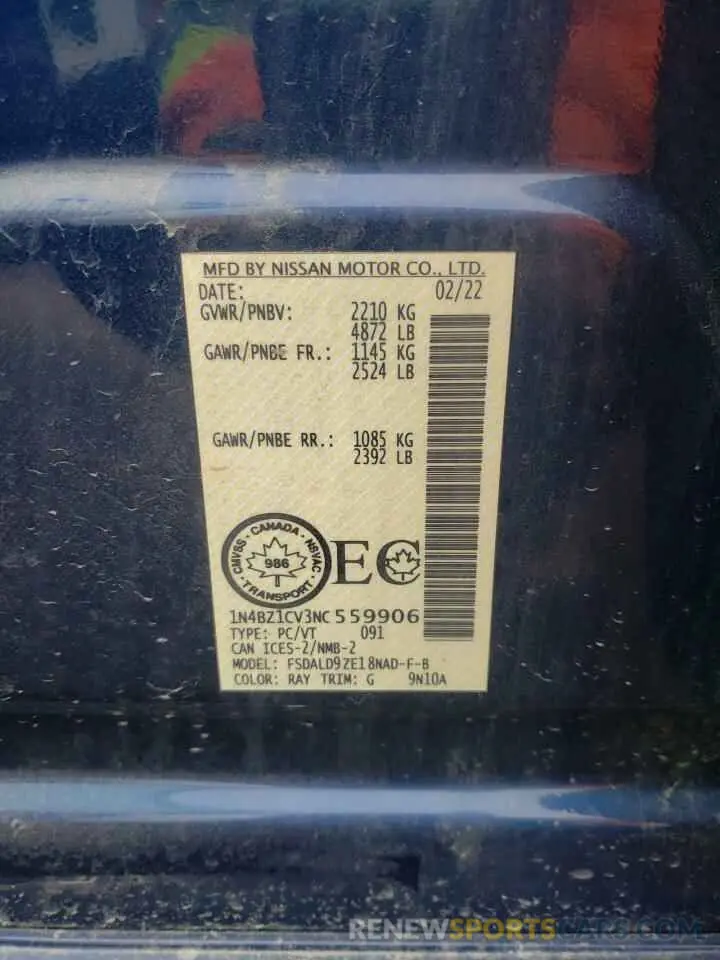 MFD BY NISSAN MOTOR CO., LTD.
DATE: 02/22
GVWR/PNBV: 2210 KG
4872 LB
GAWR/PNBE FR.: 1145 KG
2524 LB
GAWR/PNBE RR.: 1085 KG
2392 LB
CMVSS · CANADA · NSVAC · TRANSPORT ·
986
EC
1N4BZ1CV3NC559906
TYPE: PC/VT 091
CAN ICES-2/NMB-2
MODEL: FSDALD9ZE18NAD-F-B
COLOR: RAY TRIM: G 9N10A
RENEWSPORTSCARS.COM